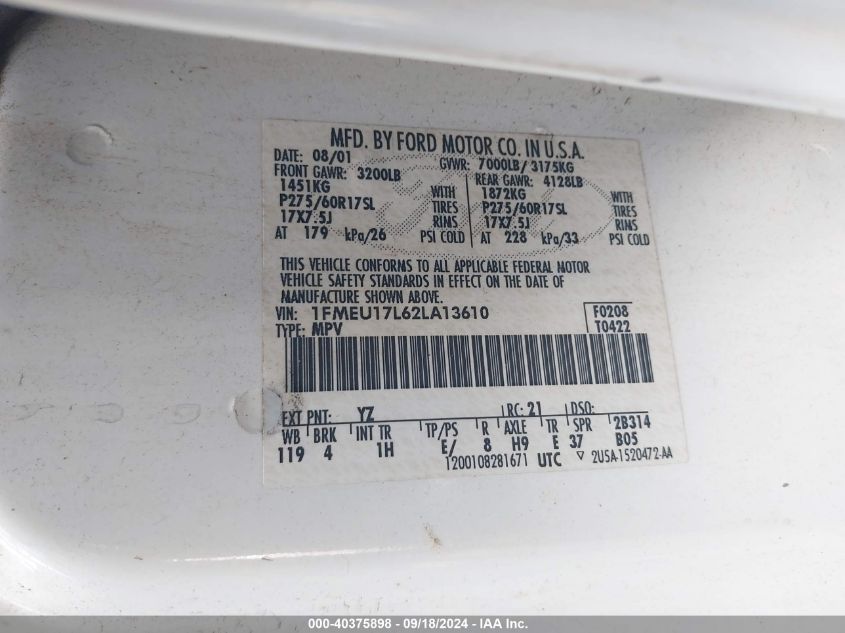 MFD. BY FORD MOTOR CO. IN U.S.A.
DATE: 08/01 GVWR: 7000LB/ 3175KG
FRONT GAWR: 3200LB REAR GAWR: 4128LB
1451KG WITH 1872KG WITH
P275/60R17SL TIRES P275/60R17SL TIRES
17X7.5J RINS 17X7.5J RINS
AT 179 kPa/26 PSI COLD AT 228 kPa/33 PSI COLD
THIS VEHICLE CONFORMS TO ALL APPLICABLE FEDERAL MOTOR
VEHICLE SAFETY STANDARDS IN EFFECT ON THE DATE OF
MANUFACTURE SHOWN ABOVE.
VIN: 1FMEU17L62LA13610 F0208
TYPE: MPV T0422
EXT PNT: YZ RC: 21 DSO:
WB BRK INT TR TP/PS R AXLE TR SPR 2B314
119 4 1H E/ 8 H9 E 37 B05
1200108281671 UTC ▽ 2U5A-1520472-AA
000-40375898 - 09/18/2024 - IAA Inc.